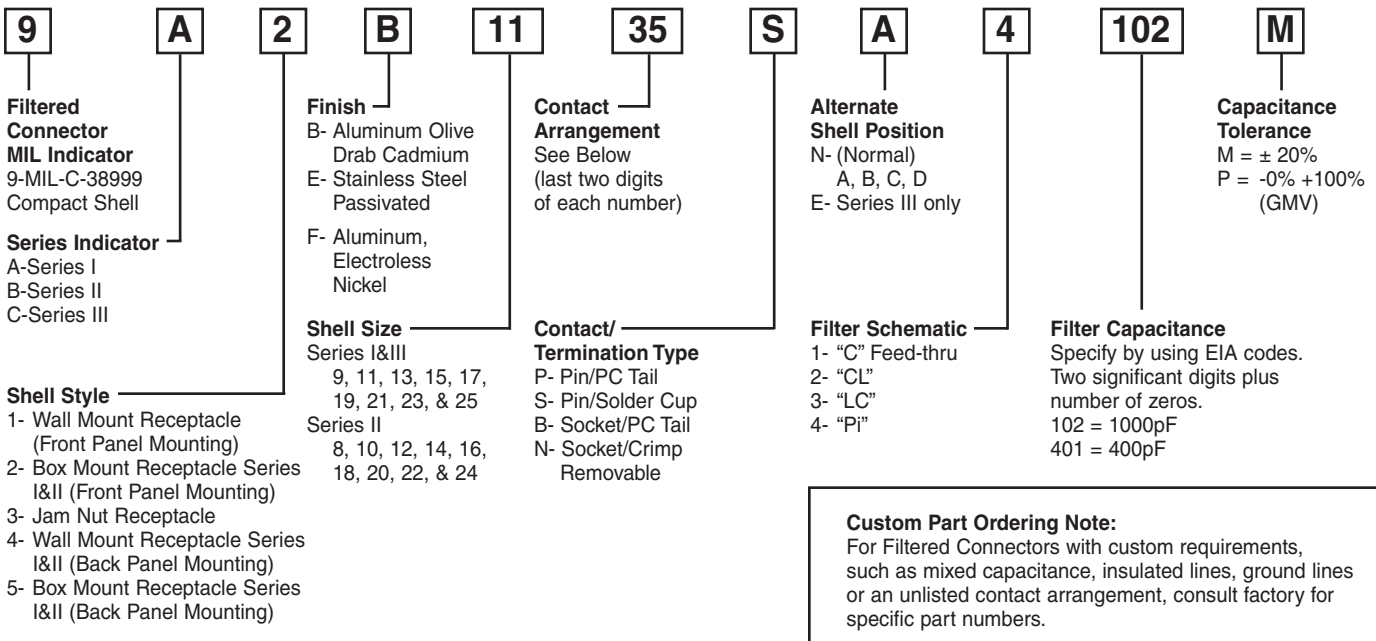 9 A 2 B 11 35 S A 4 102 M
Filtered
Connector
MIL Indicator
9-MIL-C-38999
Compact Shell
Series Indicator
A-Series I
B-Series II
C-Series III
Shell Style
1- Wall Mount Receptacle
(Front Panel Mounting)
2- Box Mount Receptacle Series
I&II (Front Panel Mounting)
3- Jam Nut Receptacle
4- Wall Mount Receptacle Series
I&II (Back Panel Mounting)
5- Box Mount Receptacle Series
I&II (Back Panel Mounting)
Finish
B- Aluminum Olive
Drab Cadmium
E- Stainless Steel
Passivated
F- Aluminum,
Electroless
Nickel
Shell Size
Series I&III
9, 11, 13, 15, 17,
19, 21, 23, & 25
Series II
8, 10, 12, 14, 16,
18, 20, 22, & 24
Contact
Arrangement
See Below
(last two digits
of each number)
Contact/
Termination Type
P- Pin/PC Tail
S- Pin/Solder Cup
B- Socket/PC Tail
N- Socket/Crimp
Removable
Alternate
Shell Position
N- (Normal)
A, B, C, D
E- Series III only
Filter Schematic
1- “C” Feed-thru
2- “CL”
3- “LC”
4- “Pi”
Filter Capacitance
Specify by using EIA codes.
Two significant digits plus
number of zeros.
102 = 1000pF
401 = 400pF
Capacitance
Tolerance
M = ± 20%
P = -0% +100%
(GMV)
Custom Part Ordering Note:
For Filtered Connectors with custom requirements,
such as mixed capacitance, insulated lines, ground lines
or an unlisted contact arrangement, consult factory for
specific part numbers.